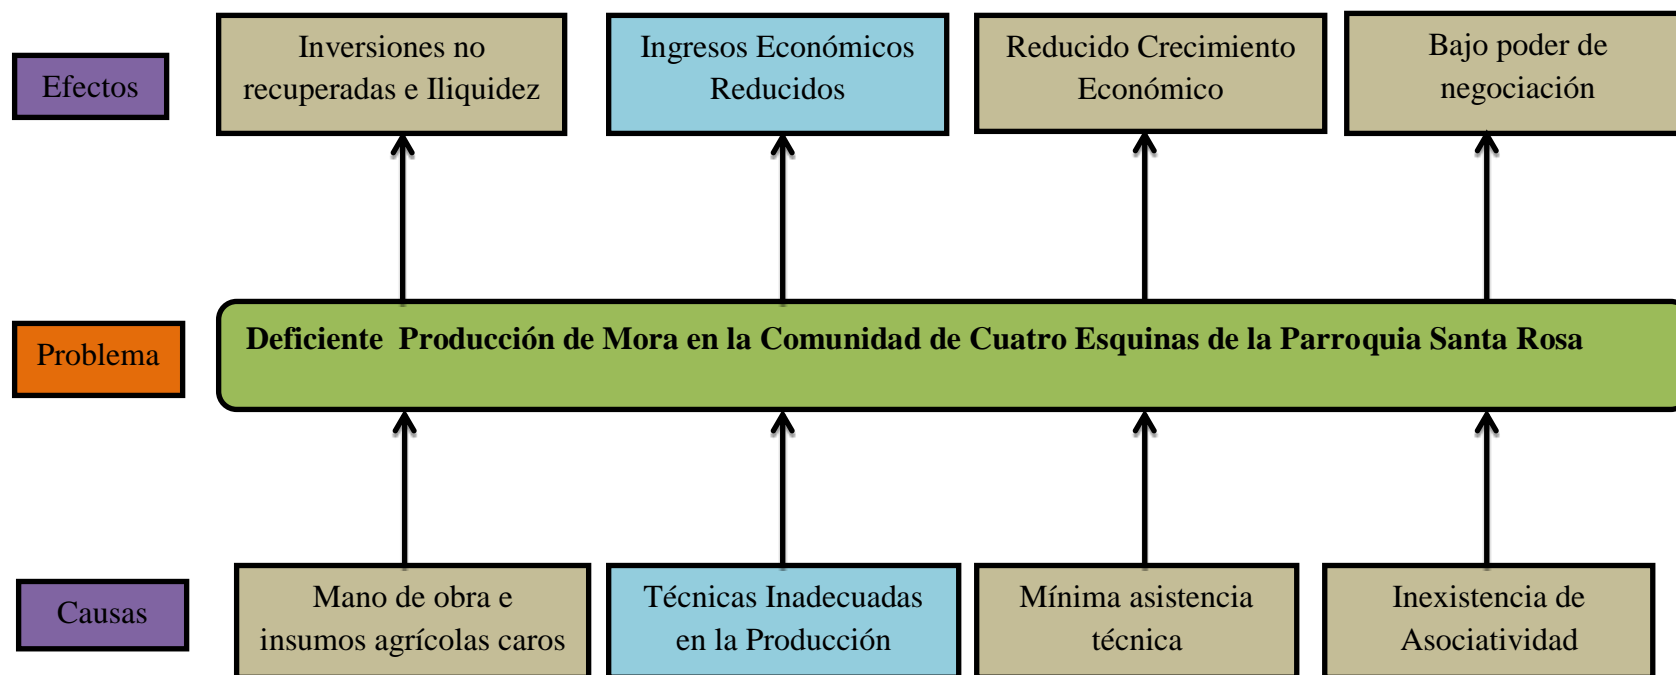 Efectos
Inversiones no
recuperadas e Iliquidez
Ingresos Económicos
Reducidos
Reducido Crecimiento
Económico
Bajo poder de
negociación
Problema
Deficiente  Producción de Mora en la Comunidad de Cuatro Esquinas de la Parroquia Santa Rosa
Causas
Mano de obra e
insumos agrícolas caros
Técnicas Inadecuadas
en la Producción
Mínima asistencia
técnica
Inexistencia de
Asociatividad